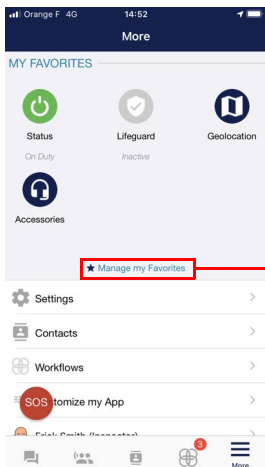 Orange F 4G 14:52
More
MY FAVORITES
Status Lifeguard Geolocation
On Duty Inactive
Accessories
★ Manage my Favorites
Settings
Contacts
Workflows
SOS tomize my App
Erick Smith (Inspector)
3
More